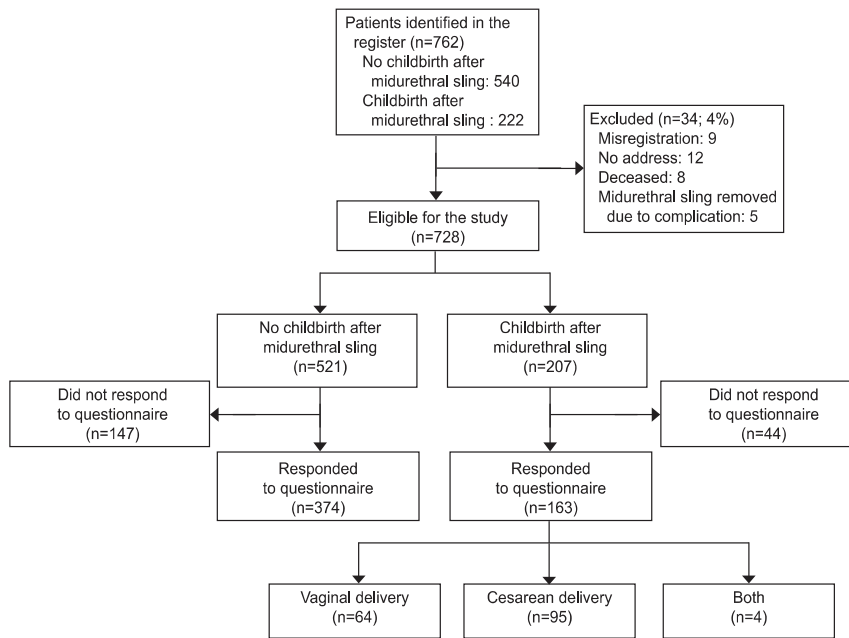 Patients identified in the
register (n=762)
No childbirth after
midurethral sling: 540
Childbirth after
midurethral sling : 222
Excluded (n=34; 4%)
Misregistration: 9
No address: 12
Deceased: 8
Midurethral sling removed
due to complication: 5
Eligible for the study
(n=728)
No childbirth after
midurethral sling
(n=521)
Childbirth after
midurethral sling
(n=207)
Did not respond
to questionnaire
(n=147)
Did not respond
to questionnaire
(n=44)
Responded
to questionnaire
(n=374)
Responded
to questionnaire
(n=163)
Vaginal delivery
(n=64)
Cesarean delivery
(n=95)
Both
(n=4)